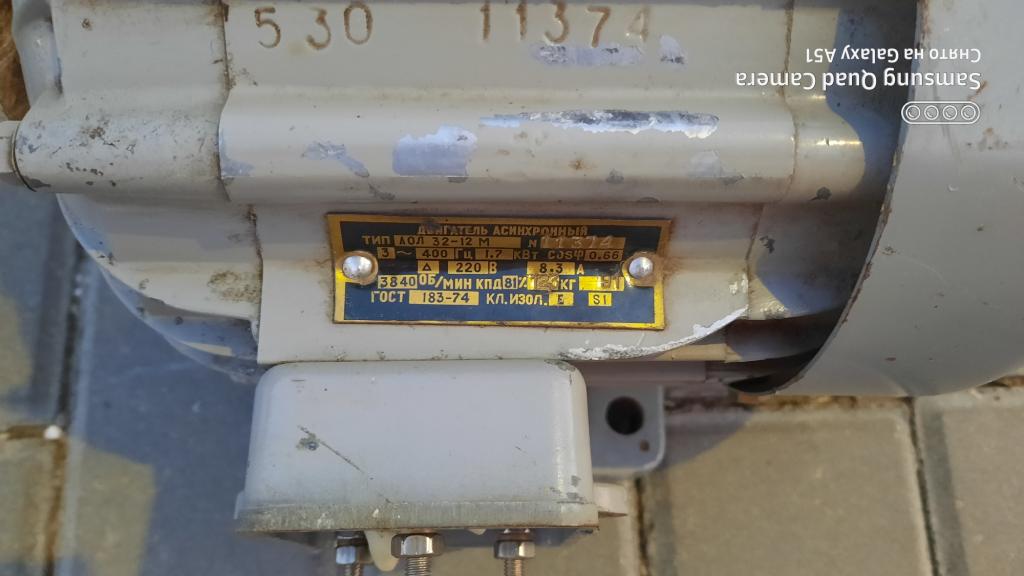 530 11374
ДВИГАТЕЛЬ АСИНХРОННЫЙ
ТИП АОЛ 32-12 М N 11374
3 ~ 400 ГЦ 1.7 КВТ COSφ 0.66
Δ 220 В 8.3 А
3840 ОБ/МИН КПД 81% КГ
ГОСТ 183-74 КЛ.ИЗОЛ. Е S1
Samsung Quad Camera
Снято на Galaxy A51